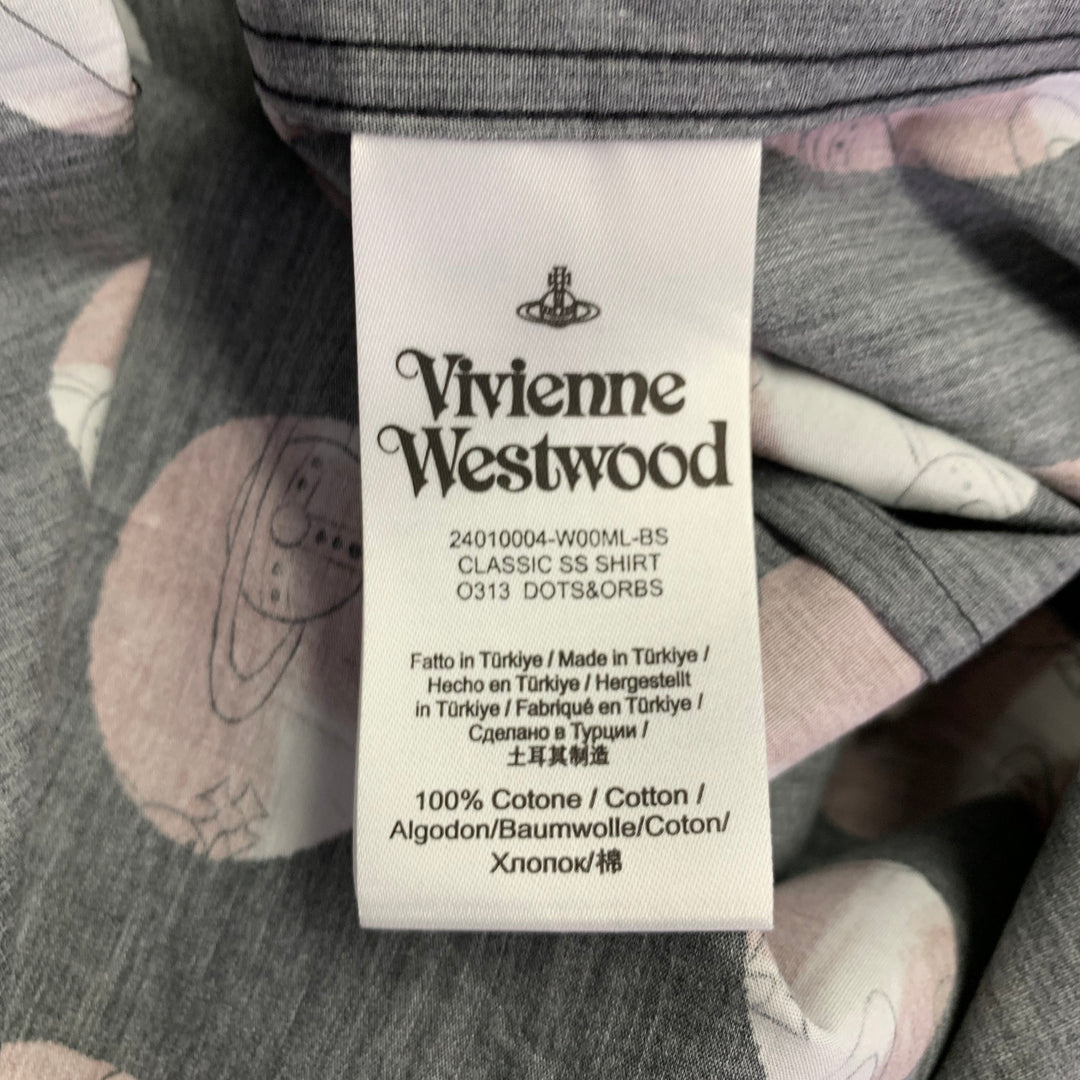 Vivienne
Westwood
24010004-W00ML-BS
CLASSIC SS SHIRT
O313 DOTS&ORBS
Fatto in Türkiye / Made in Türkiye /
Hecho en Türkiye / Hergestellt
in Türkiye / Fabriqué en Türkiye /
Сделано в Турции /
土耳其制造
100% Cotone / Cotton /
Algodon/Baumwolle/Coton/
Хлопок/棉